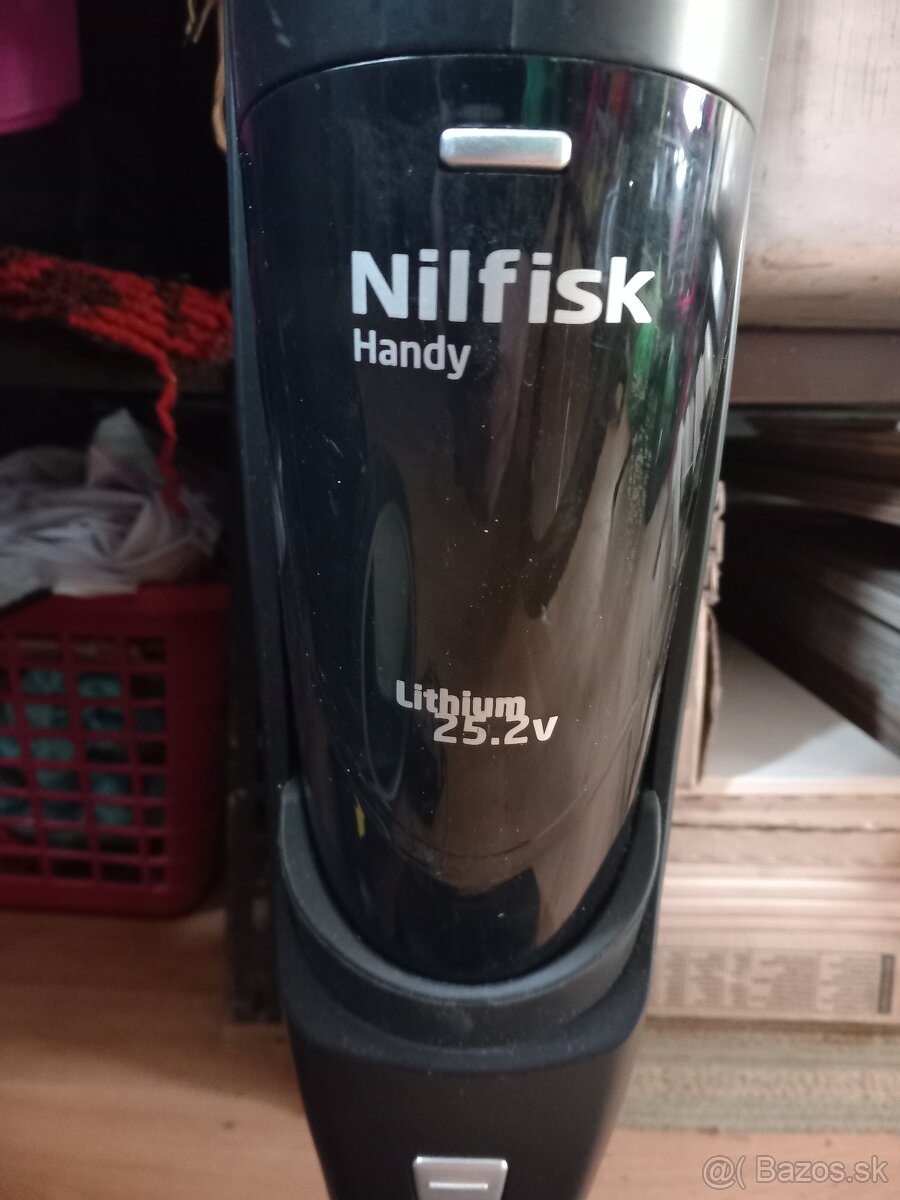 Nilfisk
Handy
Lithium
25.2v
@( Bazos.sk